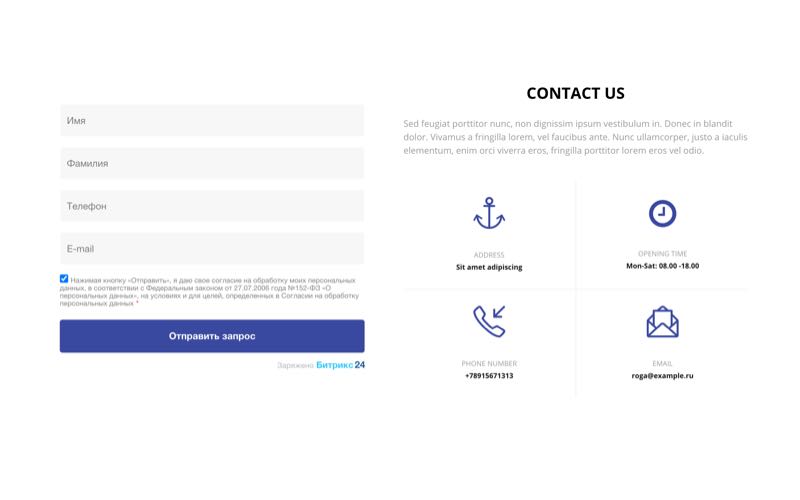 Имя
Фамилия
Телефон
E-mail
Нажимая кнопку «Отправить», я даю свое согласие на обработку моих персональных
данных, в соответствии с Федеральным законом от 27.07.2006 года №152-ФЗ «О
персональных данных», на условиях и для целей, определенных в Согласии на обработку
персональных данных *
Отправить запрос
Заряжено Битрикс24
CONTACT US
Sed feugiat porttitor nunc, non dignissim ipsum vestibulum in. Donec in blandit
dolor. Vivamus a fringilla lorem, vel faucibus ante. Nunc ullamcorper, justo a iaculis
elementum, enim orci viverra eros, fringilla porttitor lorem eros vel odio.
ADDRESS
Sit amet adipiscing
OPENING TIME
Mon-Sat: 08.00 -18.00
PHONE NUMBER
+78915671313
EMAIL
roga@example.ru